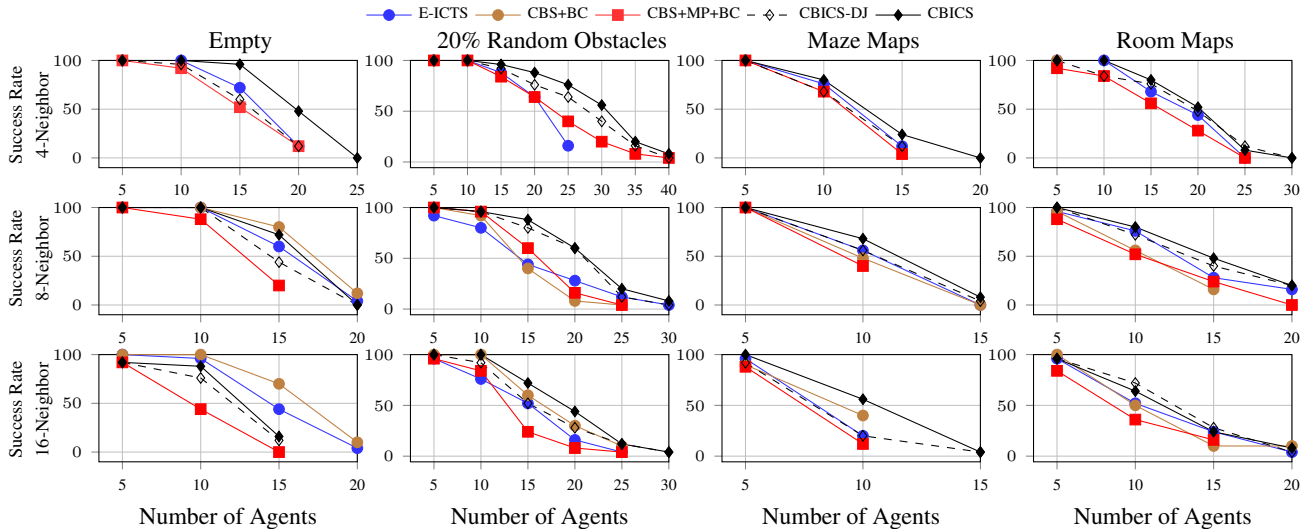 E-ICTS CBS+BC CBS+MP+BC CBICS-DJ CBICS
Empty 20% Random Obstacles Maze Maps Room Maps
Success Rate
4-Neighbor
100 50 0
5 10 15 20 25
100 50 0
5 10 15 20 25 30 35 40
100 50 0
5 10 15 20
100 50 0
5 10 15 20 25 30
Success Rate
8-Neighbor
100 50 0
5 10 15 20
100 50 0
5 10 15 20 25 30
100 50 0
5 10 15
100 50 0
5 10 15 20
Success Rate
16-Neighbor
100 50 0
5 10 15 20
100 50 0
5 10 15 20 25 30
100 50 0
5 10 15
100 50 0
5 10 15 20
Number of Agents Number of Agents Number of Agents Number of Agents